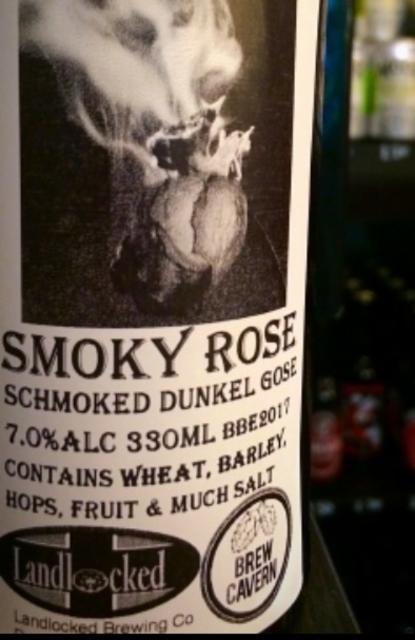 SMOKY ROSE
SCHMOKED DUNKEL GOSE
7.0%ALC 330ML BBE2017
CONTAINS WHEAT, BARLEY,
HOPS, FRUIT & MUCH SALT
Landlocked
BREW
CAVERN
Landlocked Brewing Co